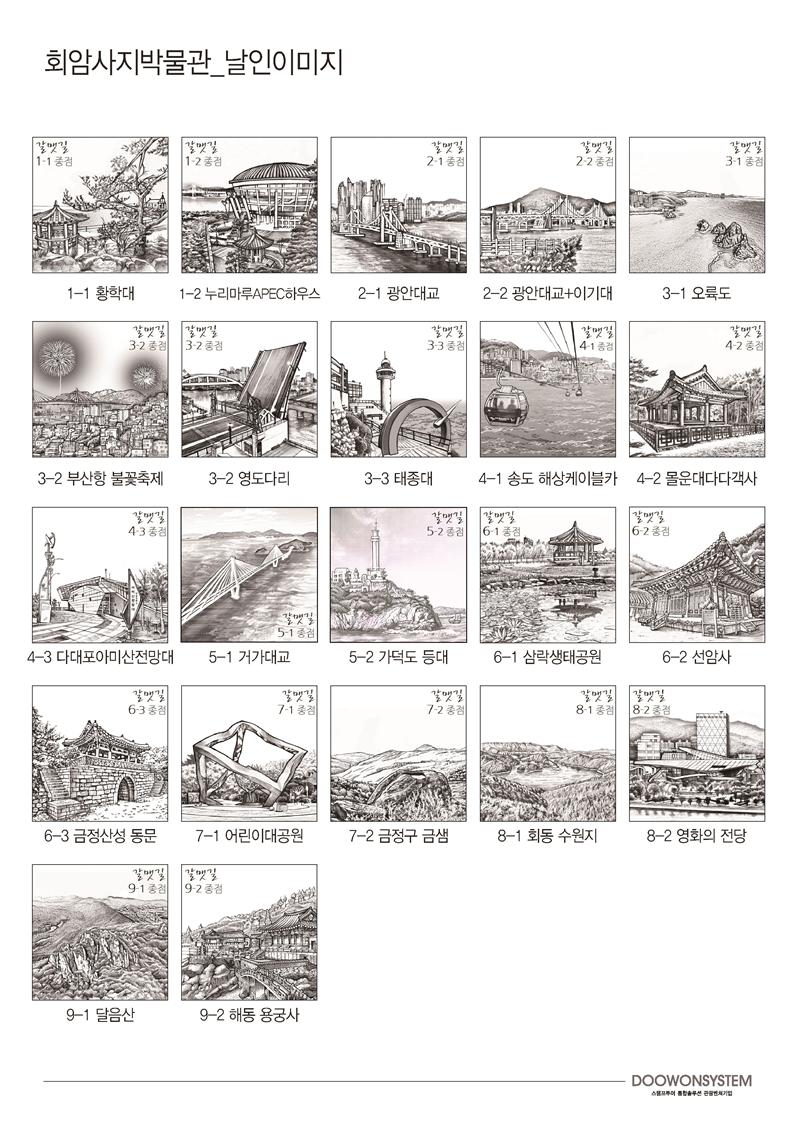 회암사지박물관_날인이미지
갈맷길
1-1 종점
갈맷길
1-2 종점
갈맷길
2-1 종점
갈맷길
2-2 종점
갈맷길
3-1 종점
1-1 황학대
1-2 누리마루APEC하우스
2-1 광안대교
2-2 광안대교+이기대
3-1 오륙도
갈맷길
3-2 종점
갈맷길
3-2 종점
갈맷길
3-3 종점
갈맷길
4-1 종점
갈맷길
4-2 종점
3-2 부산항 불꽃축제
3-2 영도다리
3-3 태종대
4-1 송도 해상케이블카
4-2 몰운대다다객사
갈맷길
4-3 종점
갈맷길
5-1 종점
갈맷길
5-2 종점
갈맷길
6-1 종점
갈맷길
6-2 종점
4-3 다대포아미산전망대
5-1 거가대교
5-2 가덕도 등대
6-1 삼락생태공원
6-2 선암사
갈맷길
6-3 종점
갈맷길
7-1 종점
갈맷길
7-2 종점
갈맷길
8-1 종점
갈맷길
8-2 종점
6-3 금정산성 동문
7-1 어린이대공원
7-2 금정구 금샘
8-1 회동 수원지
8-2 영화의 전당
갈맷길
9-1 종점
갈맷길
9-2 종점
9-1 달음산
9-2 해동 용궁사
DOOWONSYSTEM
스탬프투어 통합솔루션 관광벤처기업